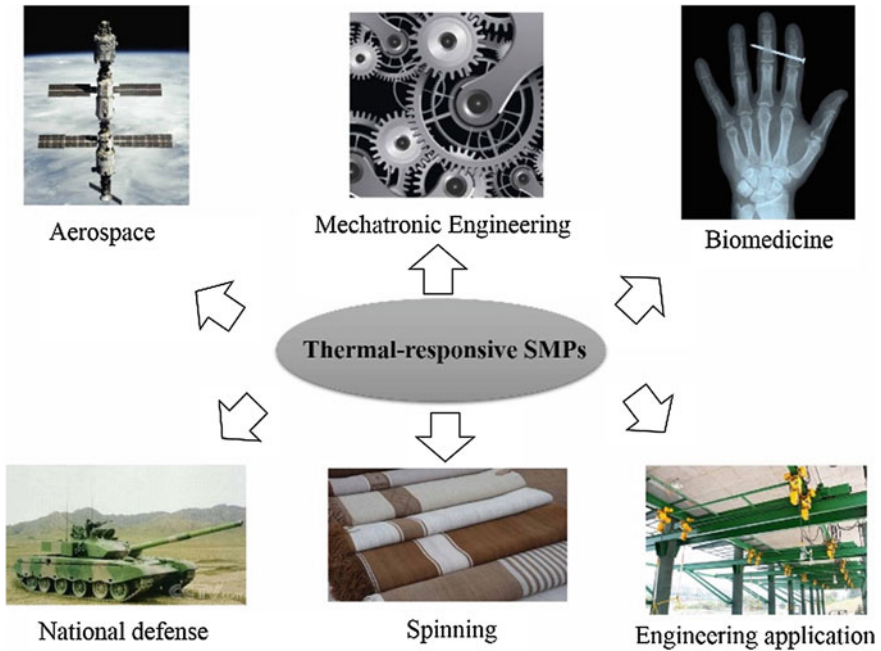 Aerospace
Mechatronic Engineering
Biomedicine
Thermal-responsive SMPs
National defense
Spinning
Engineering application